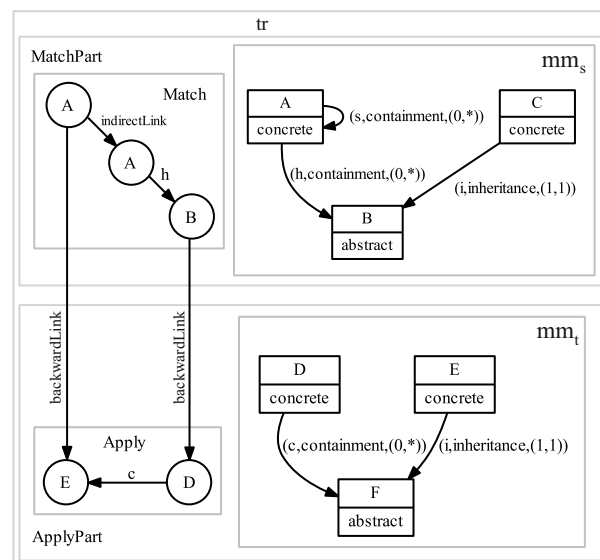 tr
MatchPart
mm_s
Match
A
indirectLink
A
h
B
A
concrete
(s,containment,(0,*))
C
concrete
(h,containment,(0,*))
(i,inheritance,(1,1))
B
abstract
backwardLink
backwardLink
mm_t
D
concrete
E
concrete
(c,containment,(0,*))
(i,inheritance,(1,1))
F
abstract
Apply
E
c
D
ApplyPart